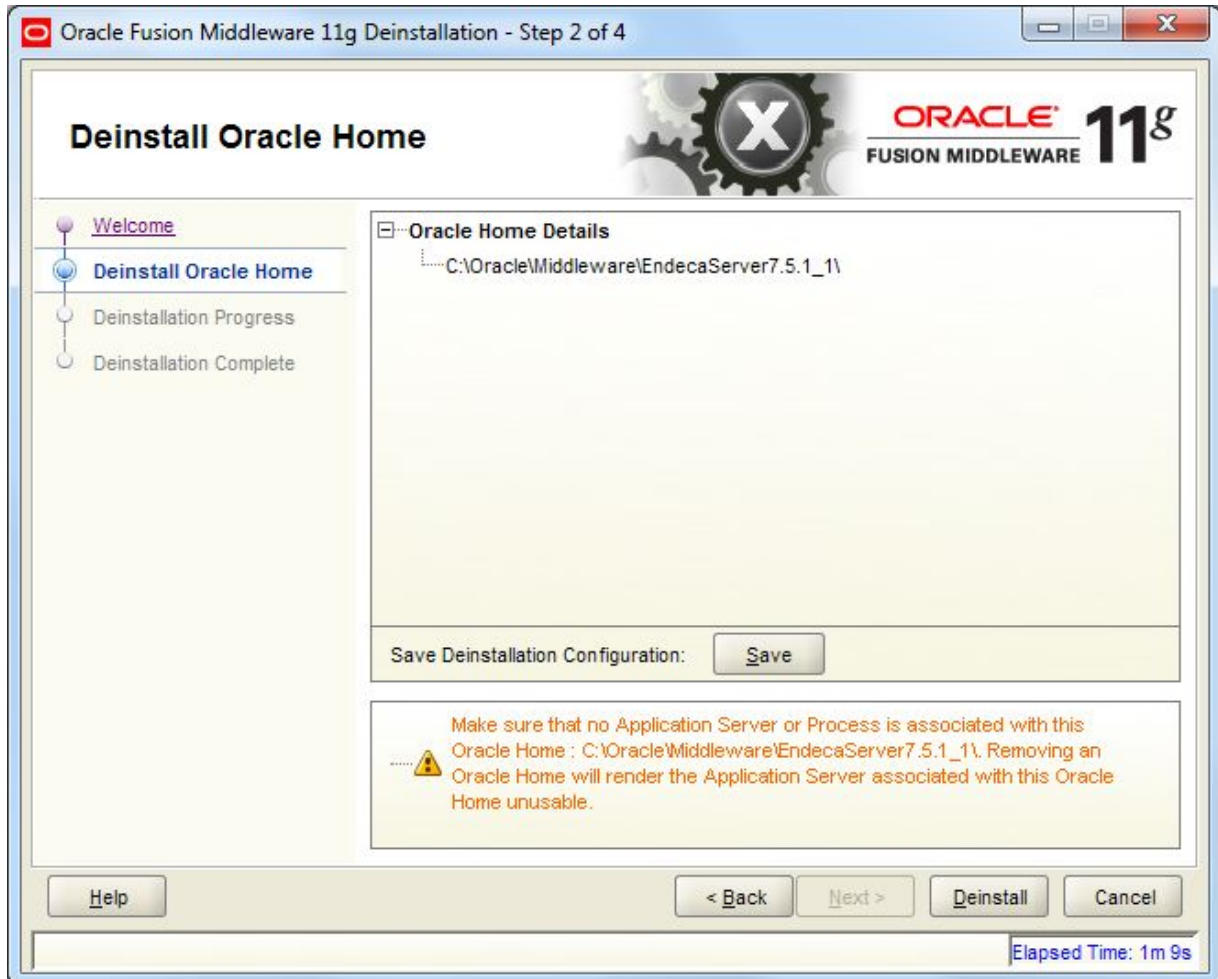 Oracle Fusion Middleware 11g Deinstallation - Step 2 of 4
Deinstall Oracle Home
X
ORACLE
FUSION MIDDLEWARE
11g
Welcome
Deinstall Oracle Home
Deinstallation Progress
Deinstallation Complete
Oracle Home Details
C:\Oracle\Middleware\EndecaServer7.5.1_1\
Save Deinstallation Configuration:
Save
Make sure that no Application Server or Process is associated with this
Oracle Home : C:\Oracle\Middleware\EndecaServer7.5.1_1\. Removing an
Oracle Home will render the Application Server associated with this Oracle
Home unusable.
Help
< Back
Next >
Deinstall
Cancel
Elapsed Time: 1m 9s